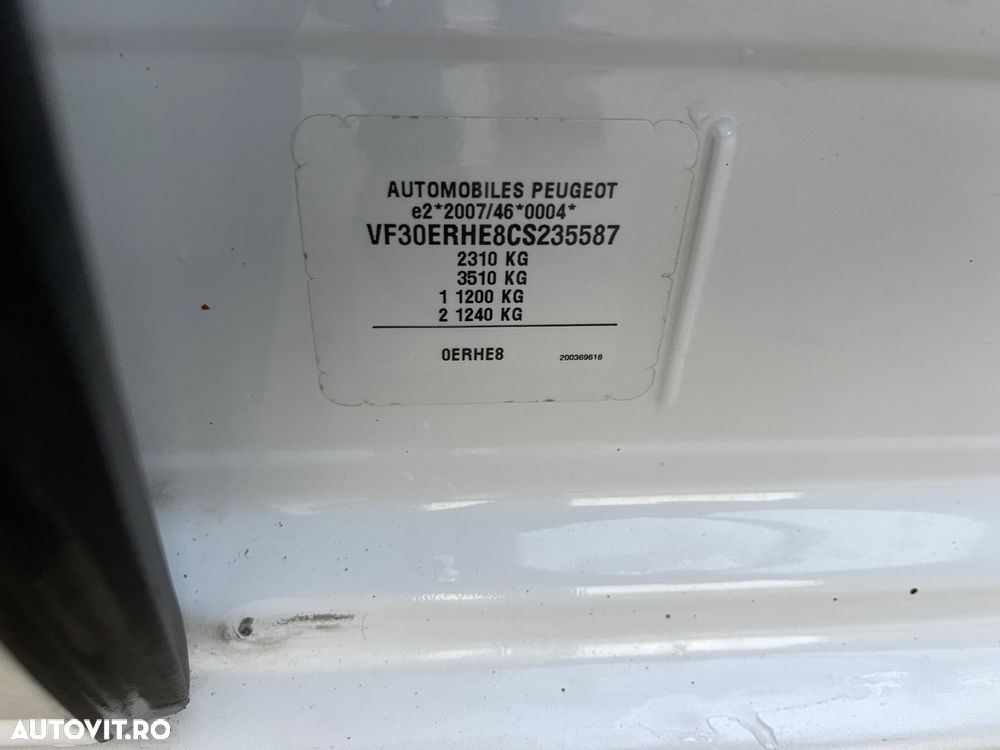 AUTOMOBILES PEUGEOT
e2*2007/46*0004*
VF30ERHE8CS235587
2310 KG
3510 KG
1 1200 KG
2 1240 KG
0ERHE8 200369618
AUTOVIT.RO